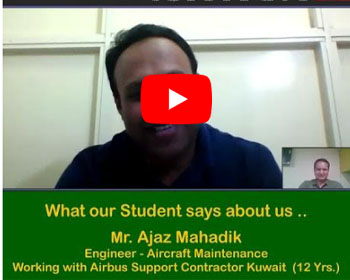 What our Student says about us ..
Mr. Ajaz Mahadik
Engineer - Aircraft Maintenance
Working with Airbus Support Contractor Kuwait (12 Yrs.)